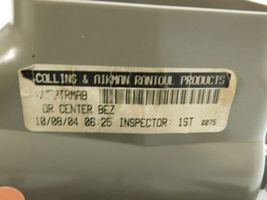 COLLINS & AIKMAN RANTOUL PRODUCTS
DR CENTER BEZ
10/08/04 06:25 INSPECTOR: 1ST 0075